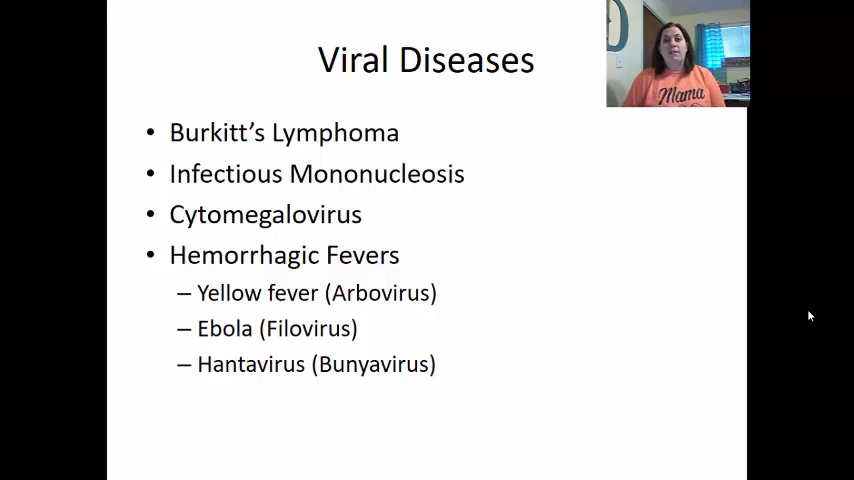 Viral Diseases
Mama
• Burkitt’s Lymphoma
• Infectious Mononucleosis
• Cytomegalovirus
• Hemorrhagic Fevers
– Yellow fever (Arbovirus)
– Ebola (Filovirus)
– Hantavirus (Bunyavirus)